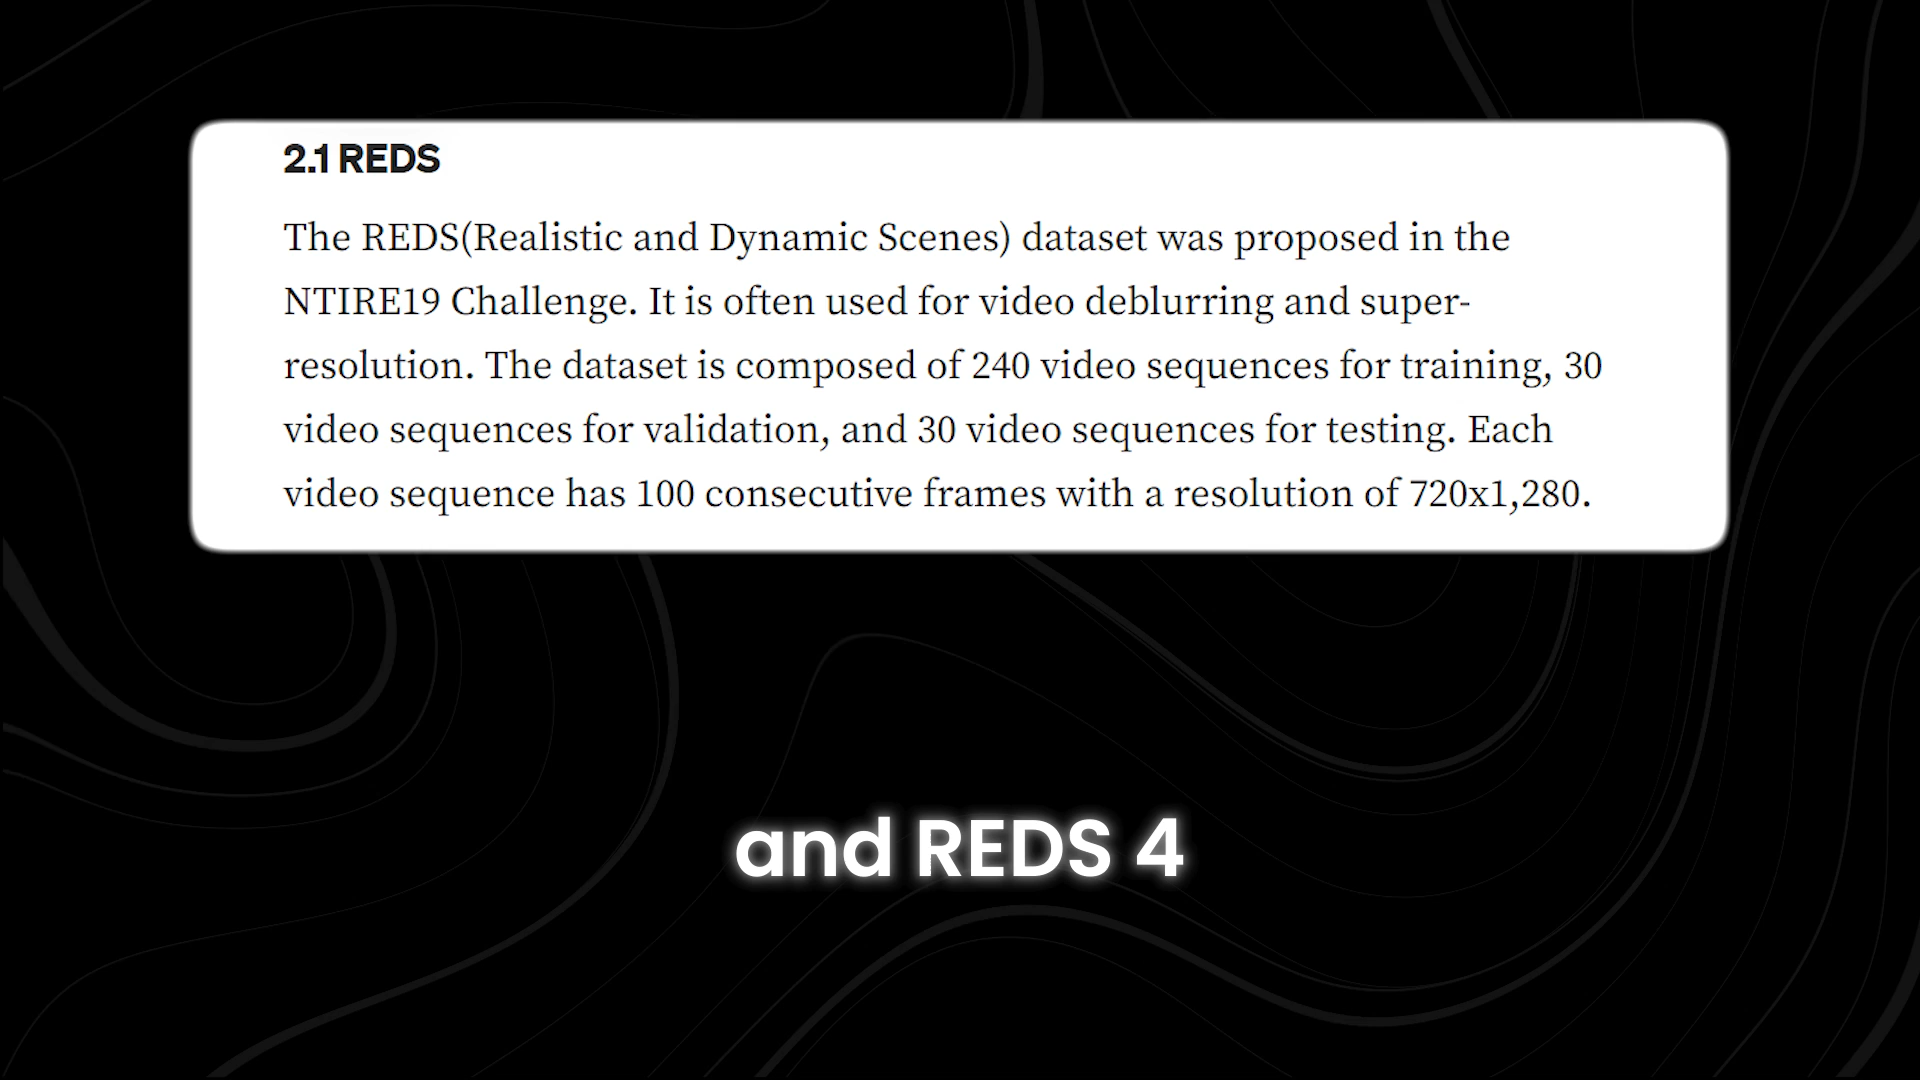 2.1 REDS
The REDS(Realistic and Dynamic Scenes) dataset was proposed in the
NTIRE19 Challenge. It is often used for video deblurring and super-
resolution. The dataset is composed of 240 video sequences for training, 30
video sequences for validation, and 30 video sequences for testing. Each
video sequence has 100 consecutive frames with a resolution of 720x1,280.
and REDS 4